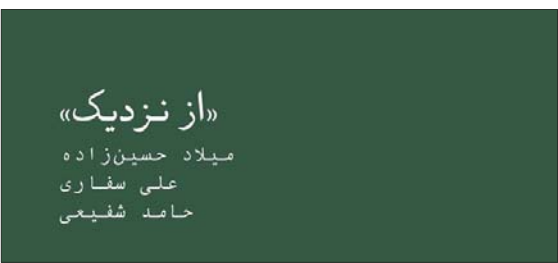 «از نزدیک»
میلاد حسین‌زاده
علی سفاری
حامد شفیعی